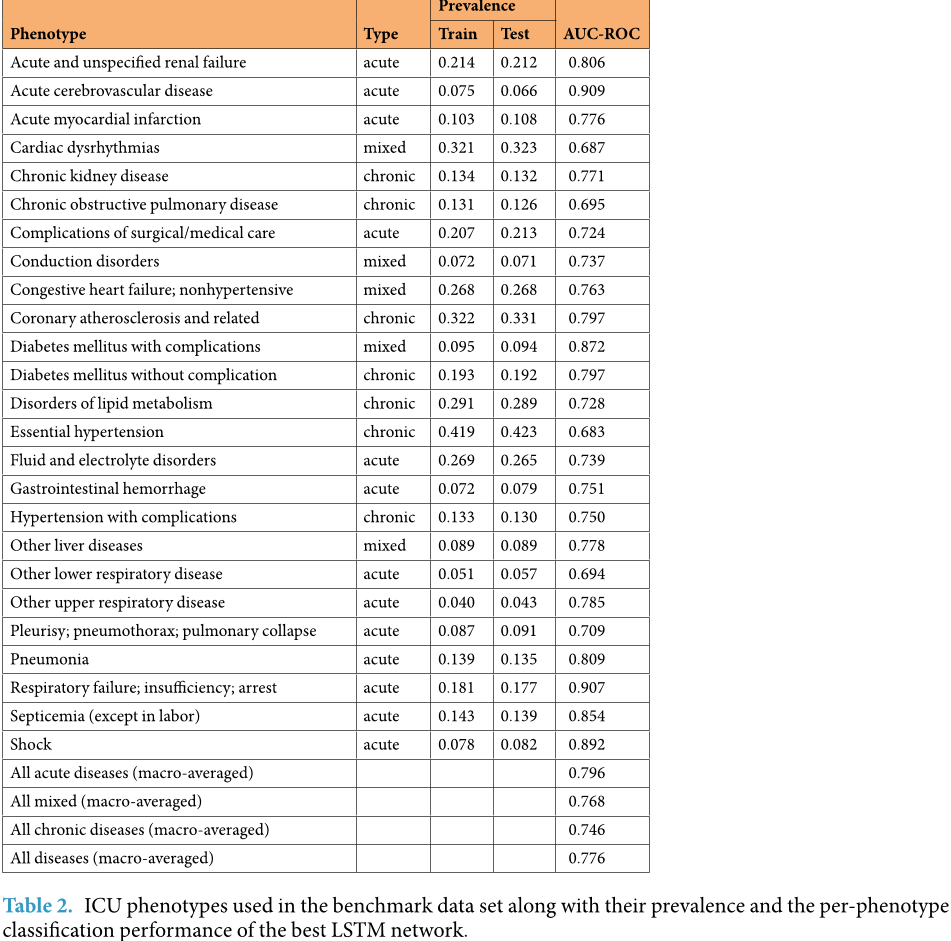 Prevalence
Phenotype Type Train Test AUC-ROC
Acute and unspecified renal failure acute 0.214 0.212 0.806
Acute cerebrovascular disease acute 0.075 0.066 0.909
Acute myocardial infarction acute 0.103 0.108 0.776
Cardiac dysrhythmias mixed 0.321 0.323 0.687
Chronic kidney disease chronic 0.134 0.132 0.771
Chronic obstructive pulmonary disease chronic 0.131 0.126 0.695
Complications of surgical/medical care acute 0.207 0.213 0.724
Conduction disorders mixed 0.072 0.071 0.737
Congestive heart failure; nonhypertensive mixed 0.268 0.268 0.763
Coronary atherosclerosis and related chronic 0.322 0.331 0.797
Diabetes mellitus with complications mixed 0.095 0.094 0.872
Diabetes mellitus without complication chronic 0.193 0.192 0.797
Disorders of lipid metabolism chronic 0.291 0.289 0.728
Essential hypertension chronic 0.419 0.423 0.683
Fluid and electrolyte disorders acute 0.269 0.265 0.739
Gastrointestinal hemorrhage acute 0.072 0.079 0.751
Hypertension with complications chronic 0.133 0.130 0.750
Other liver diseases mixed 0.089 0.089 0.778
Other lower respiratory disease acute 0.051 0.057 0.694
Other upper respiratory disease acute 0.040 0.043 0.785
Pleurisy; pneumothorax; pulmonary collapse acute 0.087 0.091 0.709
Pneumonia acute 0.139 0.135 0.809
Respiratory failure; insufficiency; arrest acute 0.181 0.177 0.907
Septicemia (except in labor) acute 0.143 0.139 0.854
Shock acute 0.078 0.082 0.892
All acute diseases (macro-averaged) 0.796
All mixed (macro-averaged) 0.768
All chronic diseases (macro-averaged) 0.746
All diseases (macro-averaged) 0.776
Table 2. ICU phenotypes used in the benchmark data set along with their prevalence and the per-phenotype
classification performance of the best LSTM network.